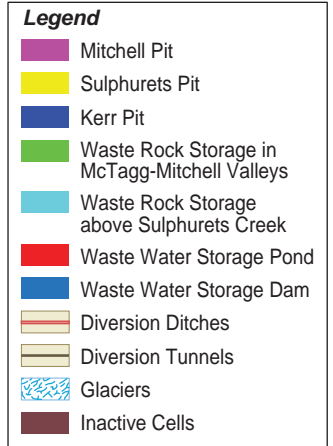 Legend
Mitchell Pit
Sulphurets Pit
Kerr Pit
Waste Rock Storage in
McTagg-Mitchell Valleys
Waste Rock Storage
above Sulphurets Creek
Waste Water Storage Pond
Waste Water Storage Dam
Diversion Ditches
Diversion Tunnels
Glaciers
Inactive Cells